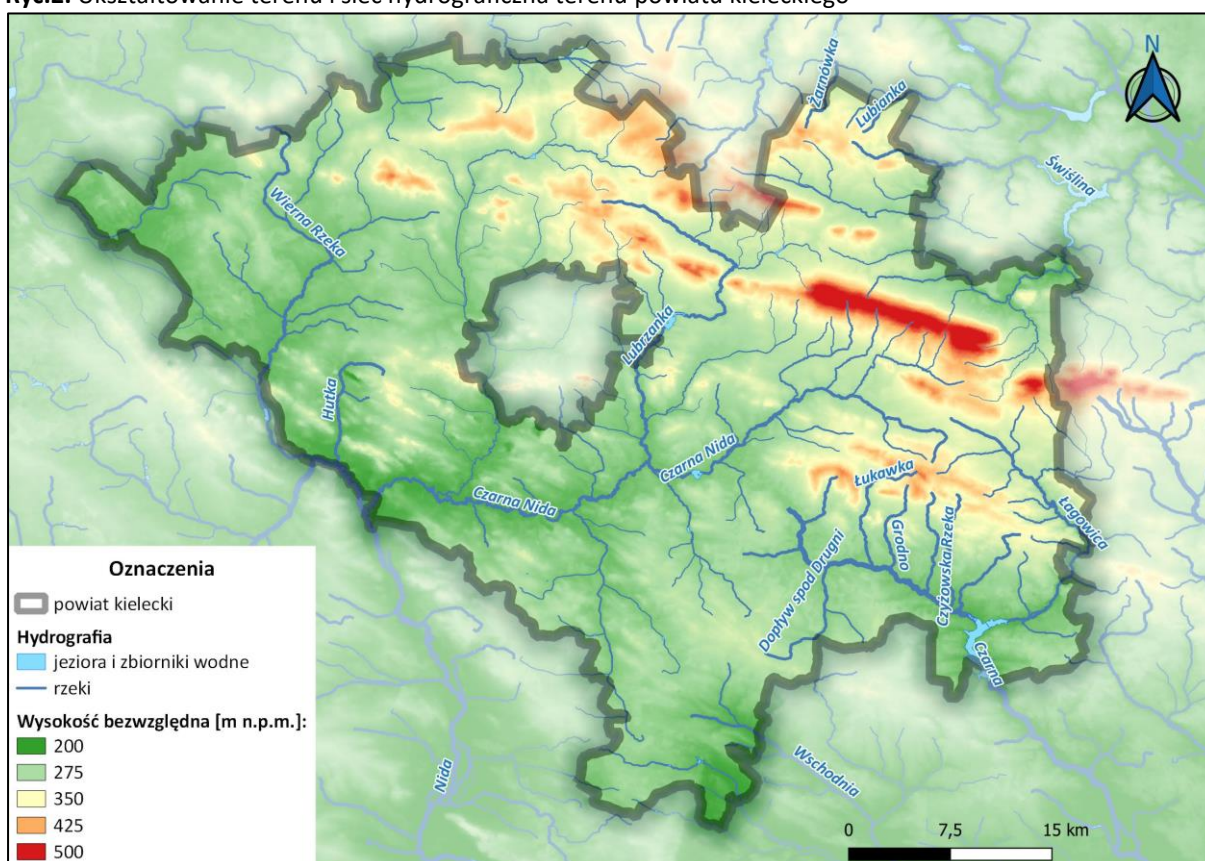 Ryc.2. Ukształtowanie terenu i sieć hydrograficzna terenu powiatu kieleckiego
N
Żarnówka
Lubianka
Świślina
Wierna Rzeka
Lubrzanka
Hutka
Czarna Nida
Czarna Nida
Łukawka
Łagowica
Grodno
Czyżowska Rzeka
Dopływ spod Drugni
Czarna
Wschodnia
Nida
Oznaczenia
powiat kielecki
Hydrografia
jeziora i zbiorniki wodne
rzeki
Wysokość bezwzględna [m n.p.m.]:
200
275
350
425
500
0 7,5 15 km